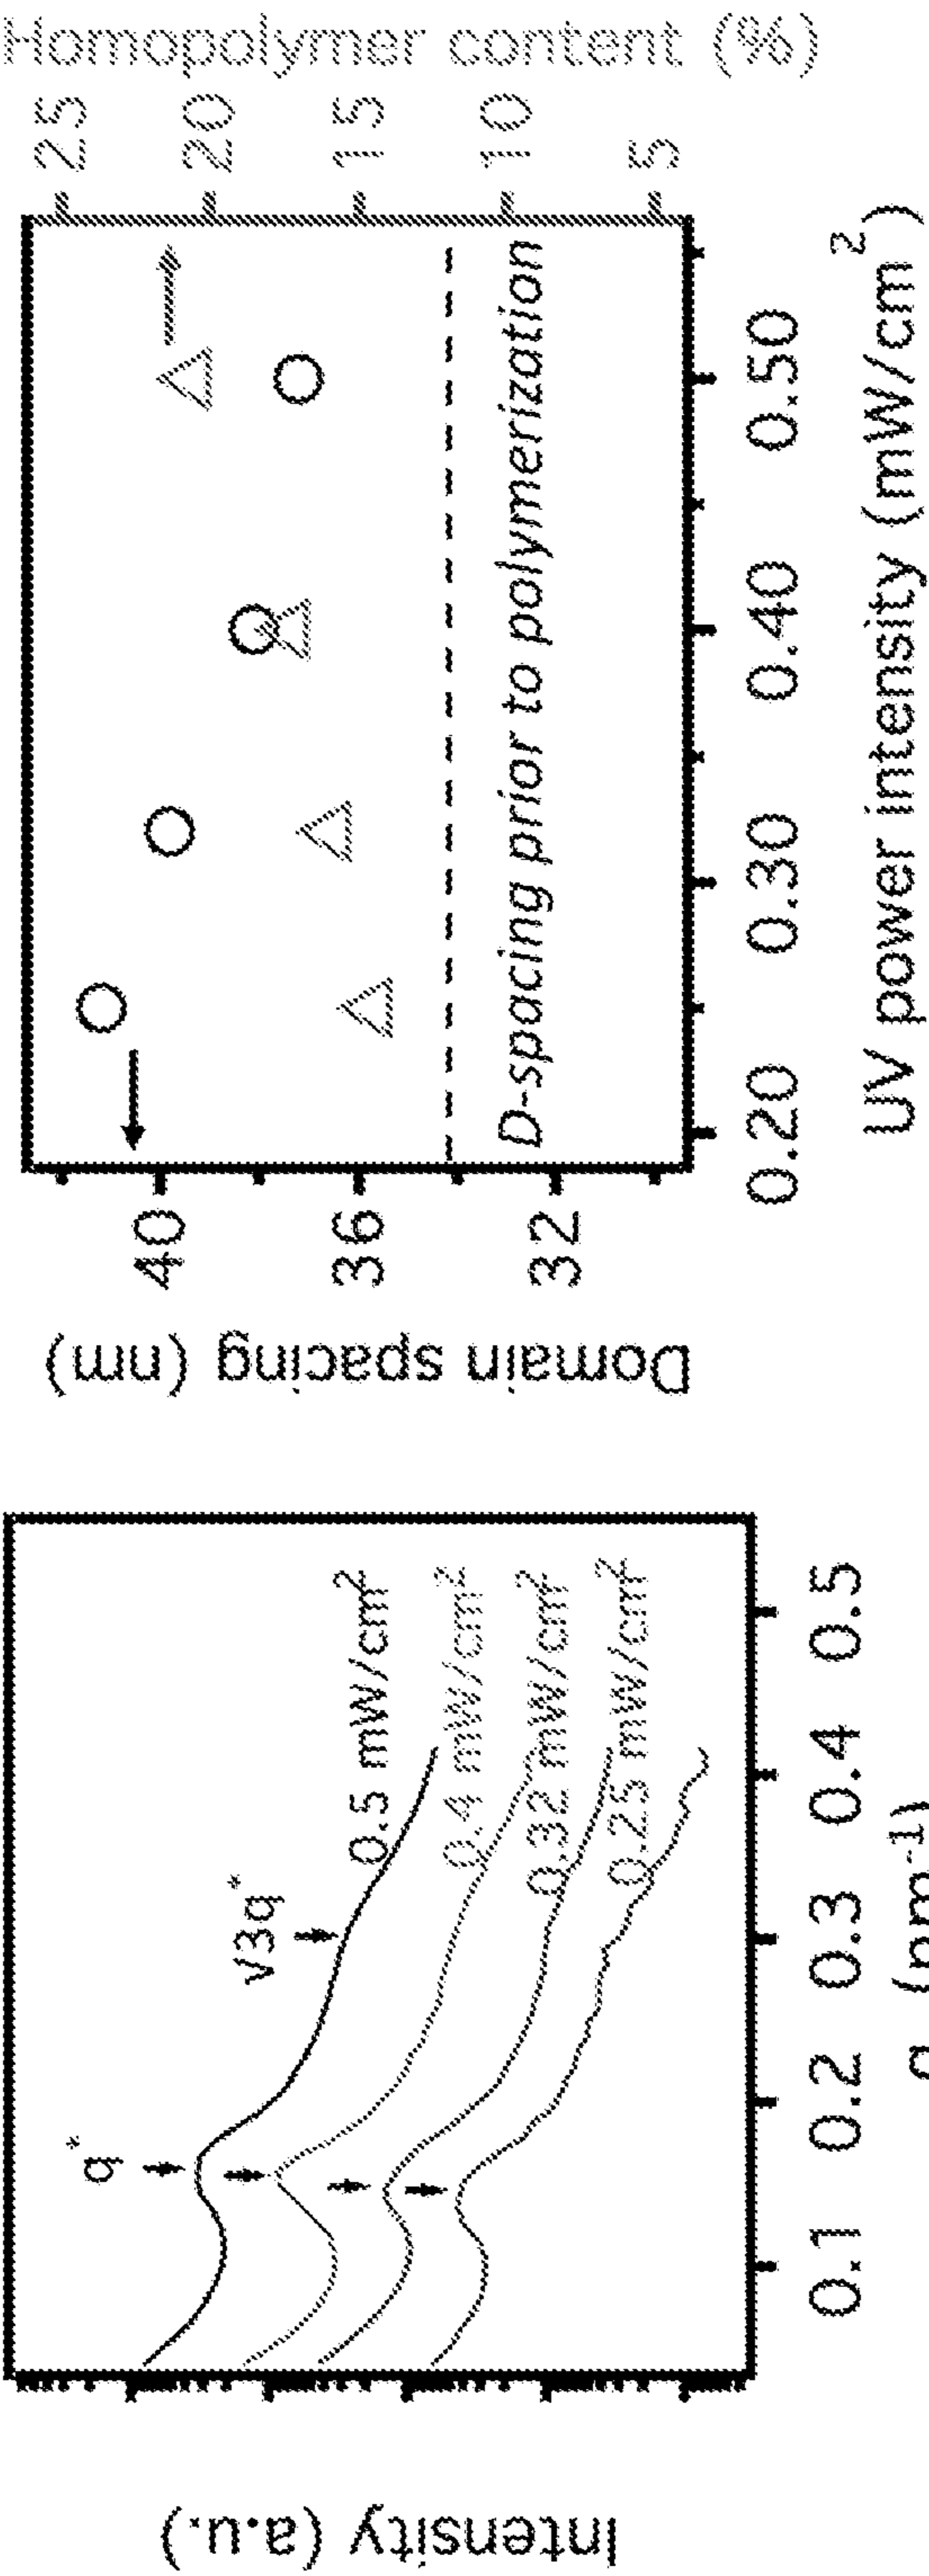 Intensity (a.u.)
q*
√3q*
0.5 mW/cm²
0.4 mW/cm²
0.32 mW/cm²
0.25 mW/cm²
0.1 0.2 0.3 0.4 0.5
q (nm⁻¹)
Domain spacing (nm)
40
36
32
D-spacing prior to polymerization
0.20 0.30 0.40 0.50
UV power intensity (mW/cm²)
25
20
15
10
5
Homopolymer content (%)